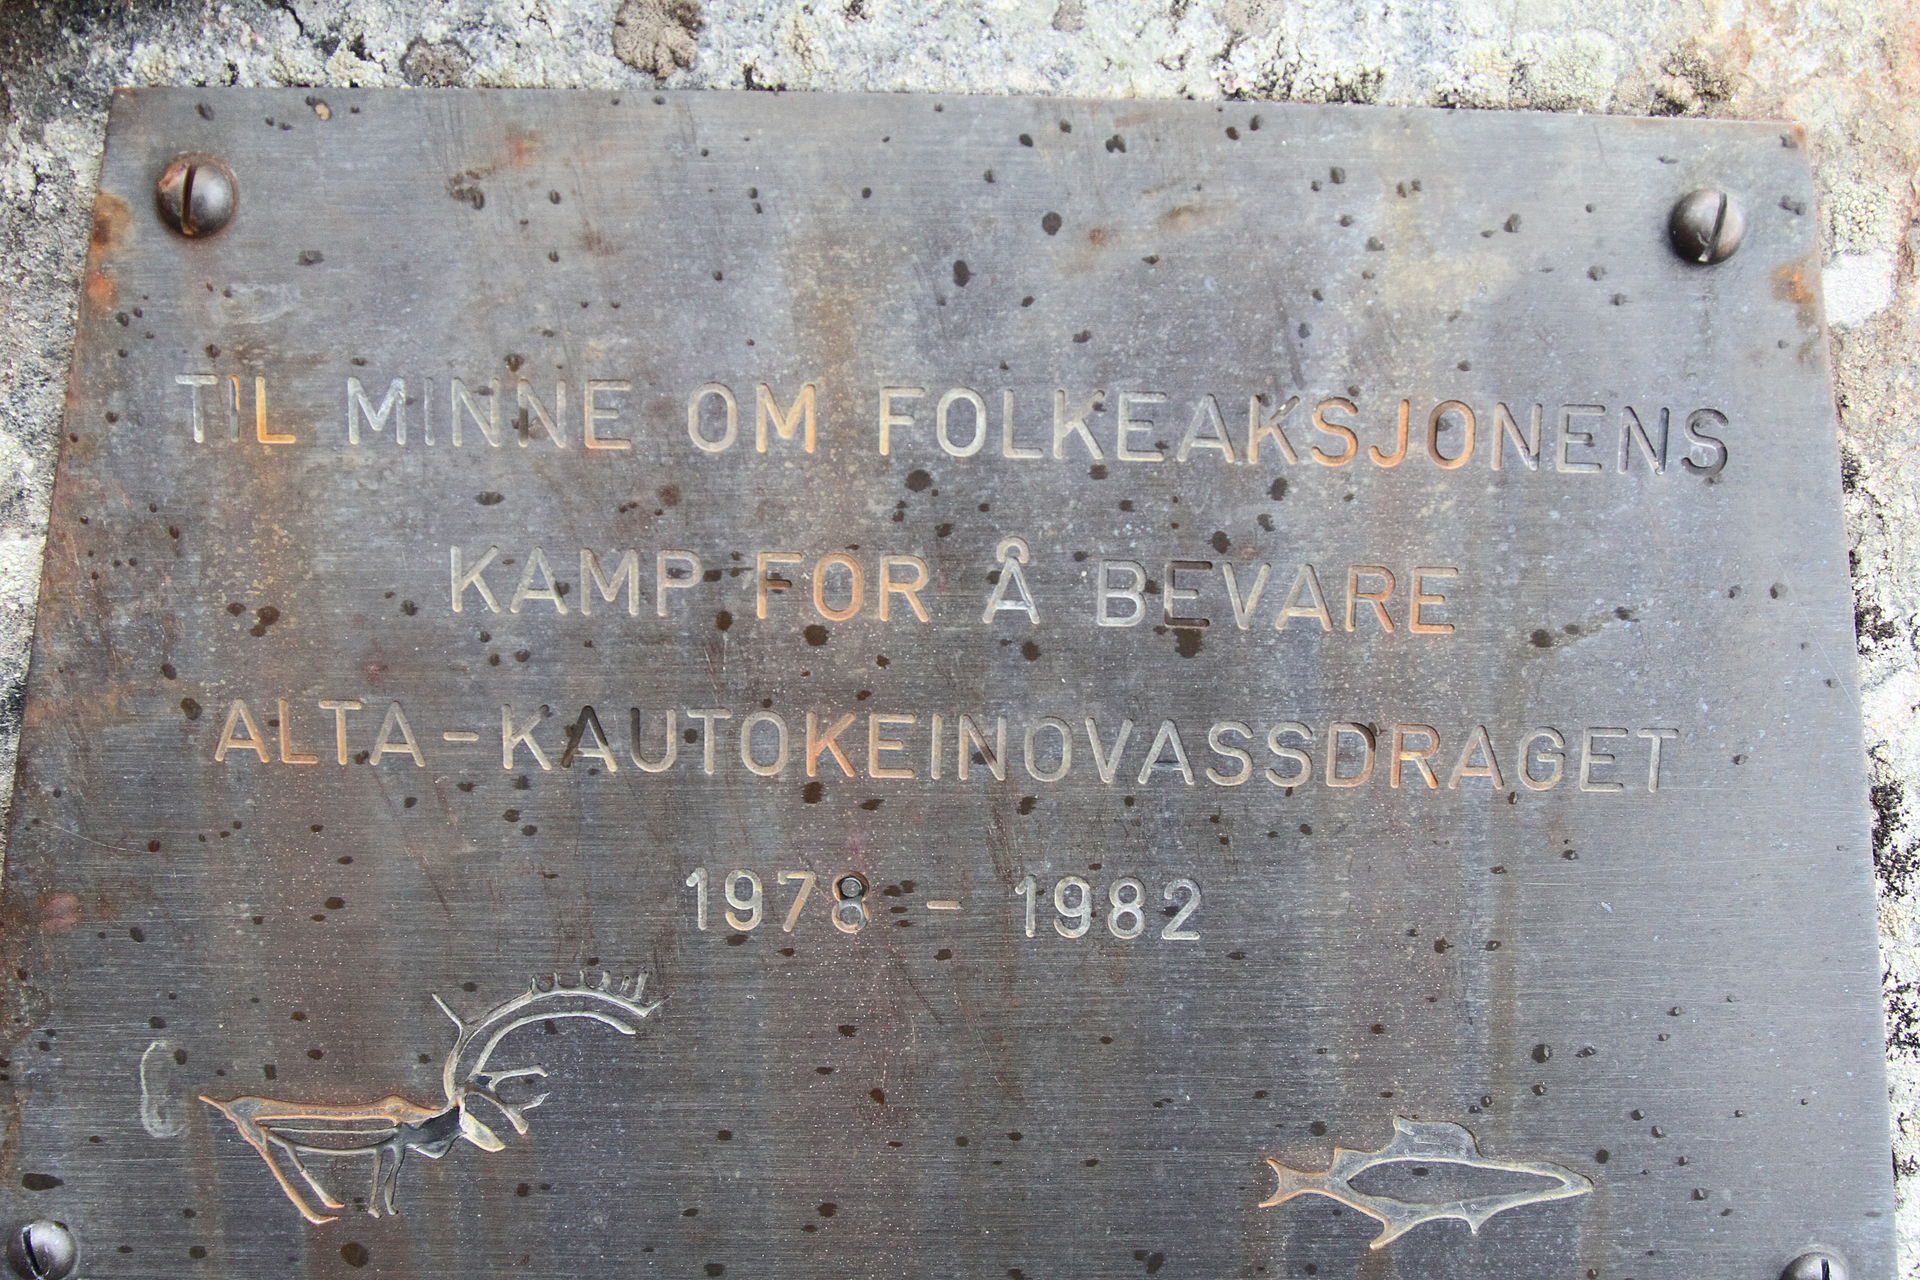 TIL MINNE OM FOLKEAKSJONENS
KAMP FOR Å BEVARE
ALTA-KAUTOKEINOVASSDRAGET
1978 - 1982